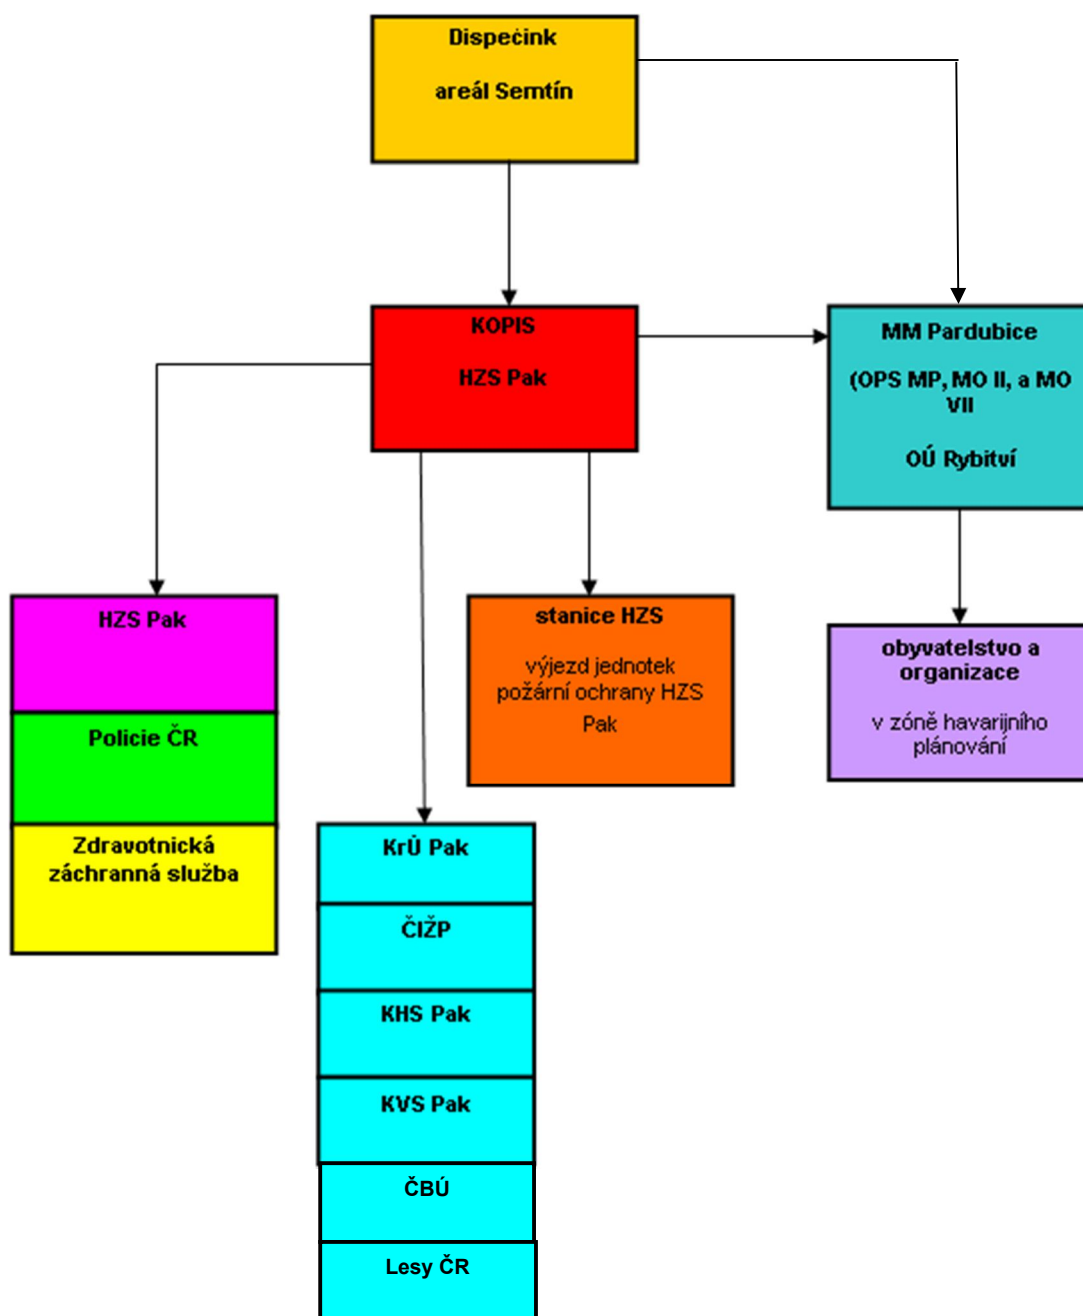 Dispečink
areál Semtín
KOPIS
HZS Pak
MM Pardubice
(OPS MP, MO II, a MO
VII
OÚ Rybitví
HZS Pak
Policie ČR
Zdravotnická
záchranná služba
stanice HZS
výjezd jednotek
požární ochrany HZS
Pak
obyvatelstvo a
organizace
v zóně havarijního
plánování
KrÚ Pak
ČIŽP
KHS Pak
KVS Pak
ČBÚ
Lesy ČR